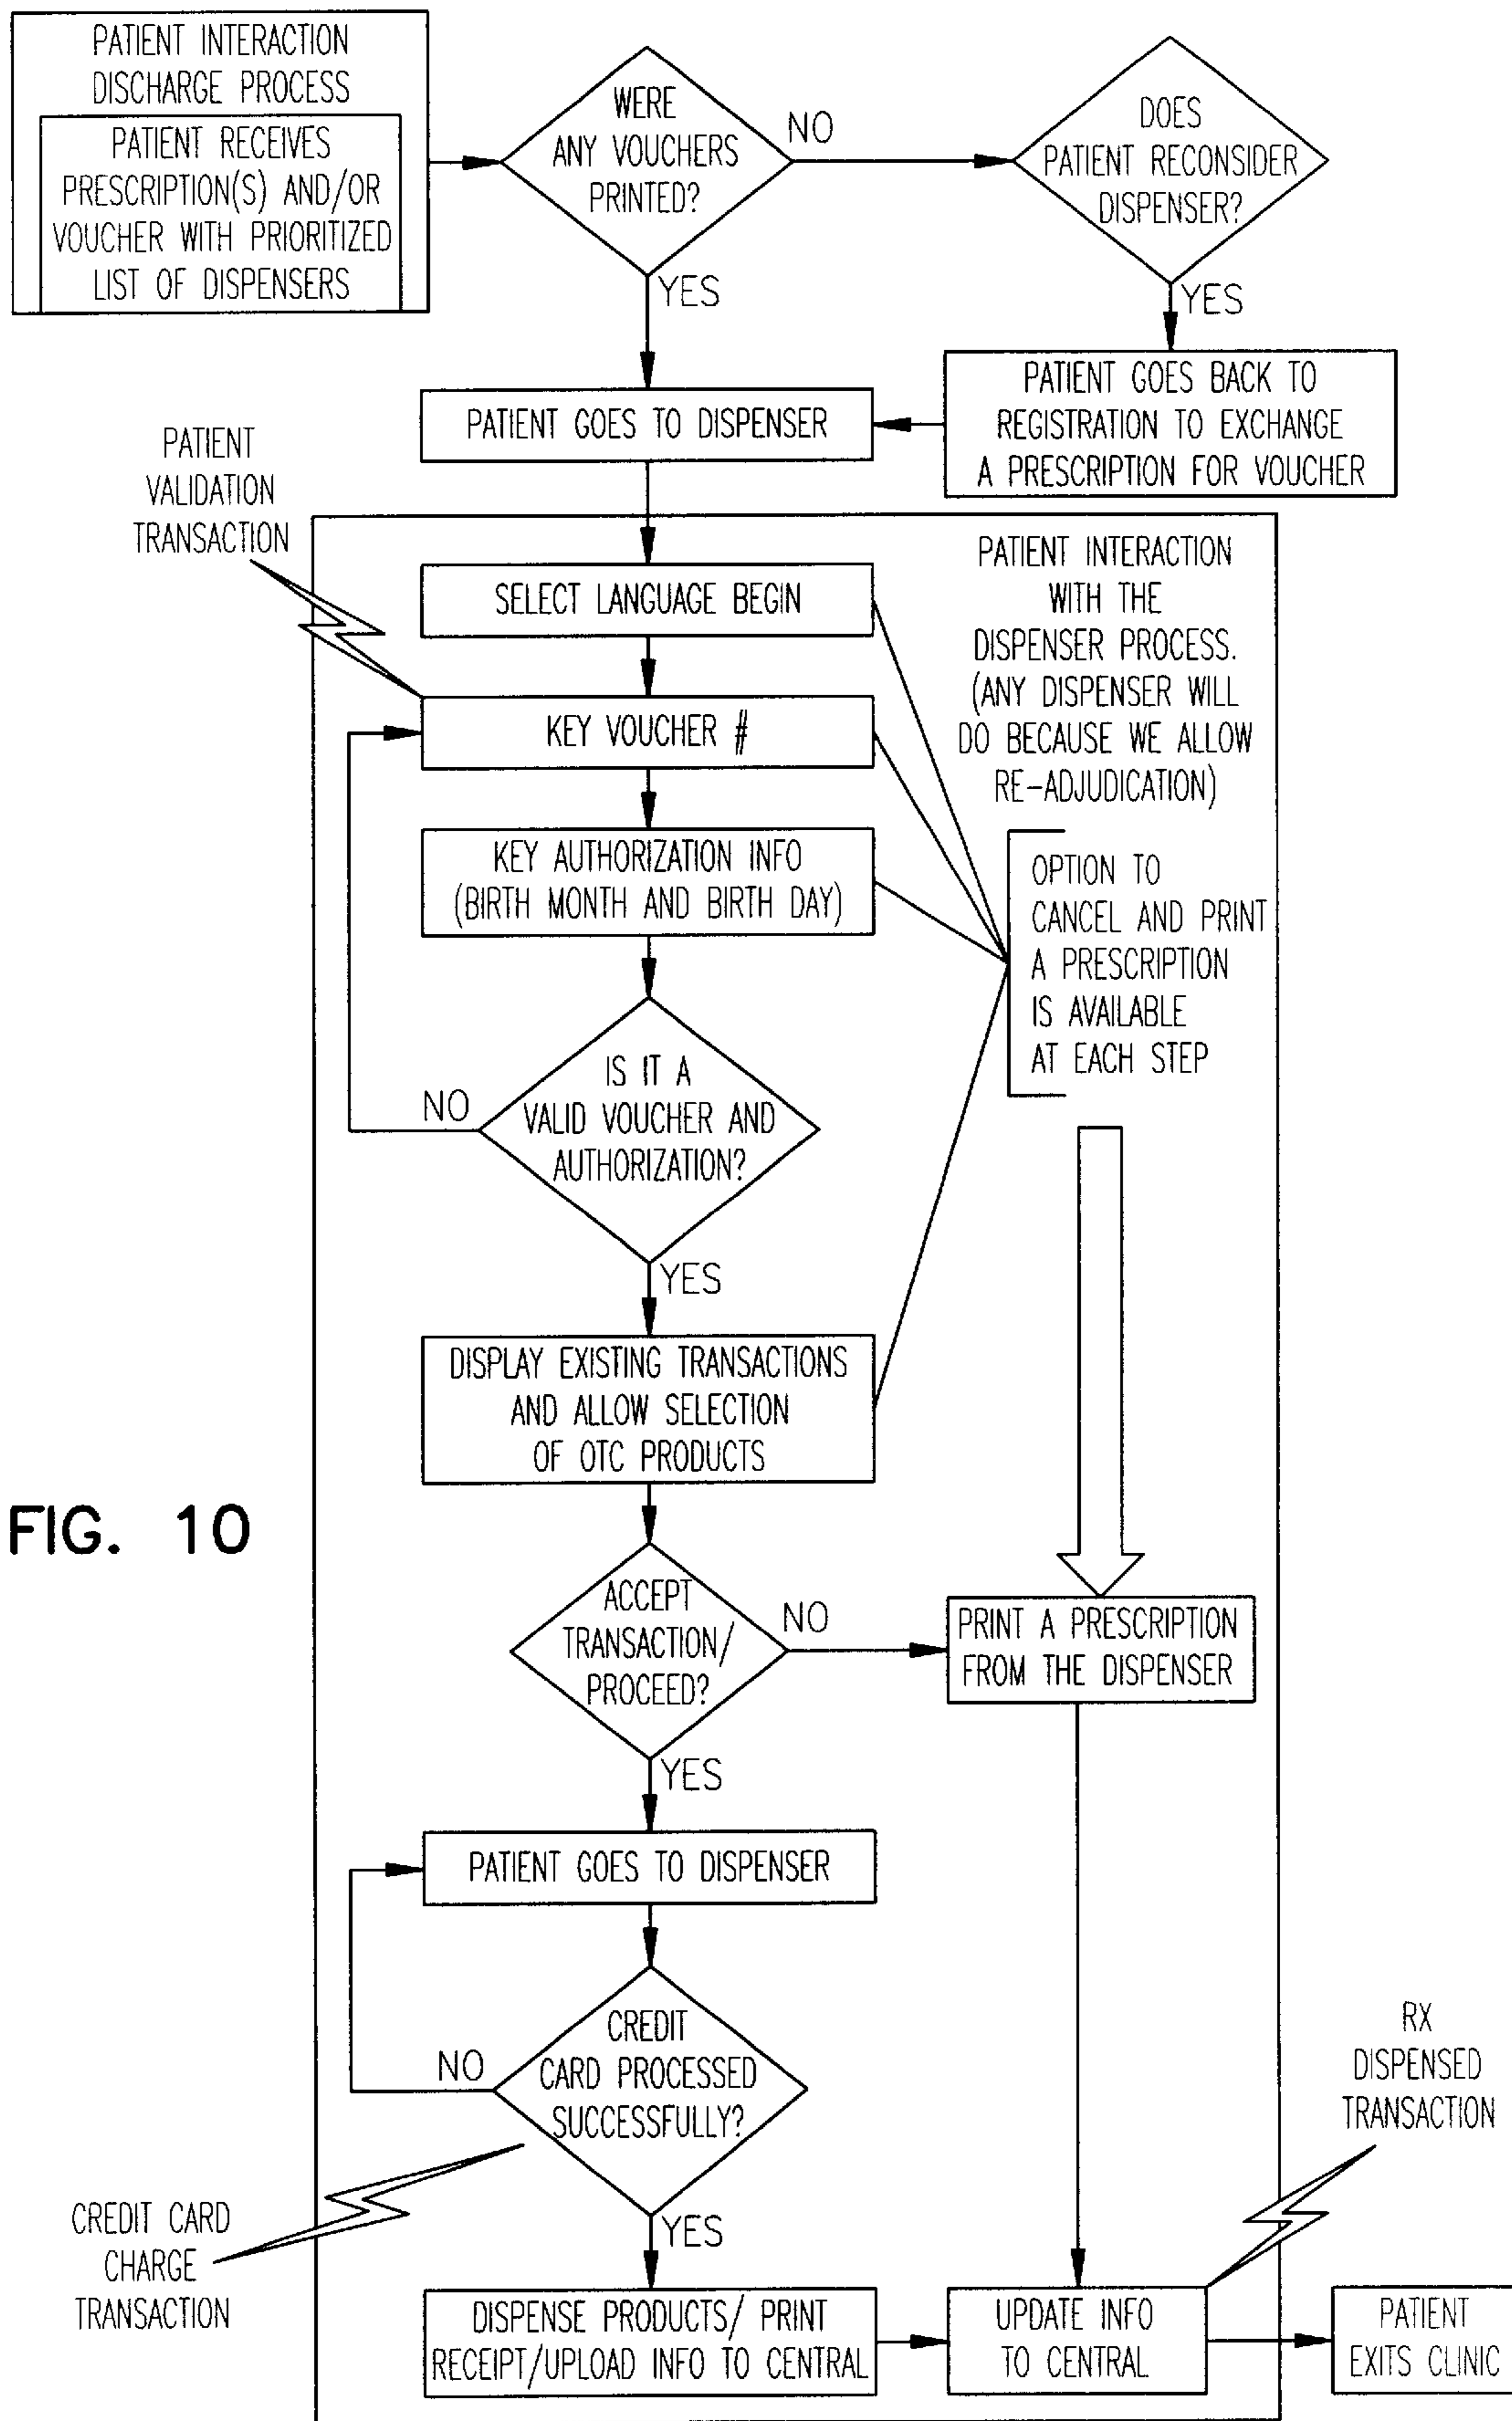 PATIENT INTERACTION
DISCHARGE PROCESS
PATIENT RECEIVES
PRESCRIPTION(S) AND/OR
VOUCHER WITH PRIORITIZED
LIST OF DISPENSERS
WERE
ANY VOUCHERS
PRINTED?
NO
DOES
PATIENT RECONSIDER
DISPENSER?
YES
YES
PATIENT GOES BACK TO
REGISTRATION TO EXCHANGE
A PRESCRIPTION FOR VOUCHER
PATIENT GOES TO DISPENSER
PATIENT
VALIDATION
TRANSACTION
SELECT LANGUAGE BEGIN
PATIENT INTERACTION
WITH THE
DISPENSER PROCESS.
(ANY DISPENSER WILL
DO BECAUSE WE ALLOW
RE-ADJUDICATION)
KEY VOUCHER #
KEY AUTHORIZATION INFO
(BIRTH MONTH AND BIRTH DAY)
OPTION TO
CANCEL AND PRINT
A PRESCRIPTION
IS AVAILABLE
AT EACH STEP
IS IT A
VALID VOUCHER AND
AUTHORIZATION?
NO
YES
DISPLAY EXISTING TRANSACTIONS
AND ALLOW SELECTION
OF OTC PRODUCTS
FIG. 10
ACCEPT
TRANSACTION/
PROCEED?
NO
PRINT A PRESCRIPTION
FROM THE DISPENSER
YES
PATIENT GOES TO DISPENSER
CREDIT
CARD PROCESSED
SUCCESSFULLY?
NO
RX
DISPENSED
TRANSACTION
CREDIT CARD
CHARGE
TRANSACTION
YES
DISPENSE PRODUCTS/ PRINT
RECEIPT/UPLOAD INFO TO CENTRAL
UPDATE INFO
TO CENTRAL
PATIENT
EXITS CLINIC